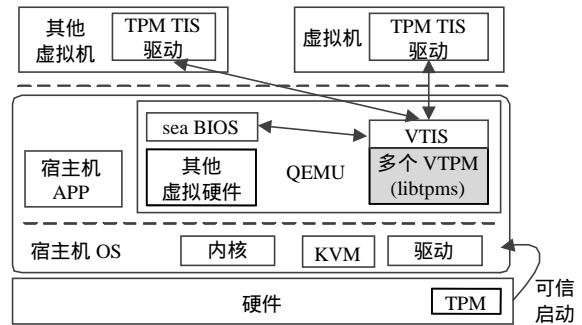 其他
虚拟机
TPM TIS
驱动
虚拟机
TPM TIS
驱动
sea BIOS
VTIS
宿主机
APP
其他
虚拟硬件
QEMU
多个 VTPM
(libtpms)
宿主机 OS
内核
KVM
驱动
硬件
TPM
可信
启动